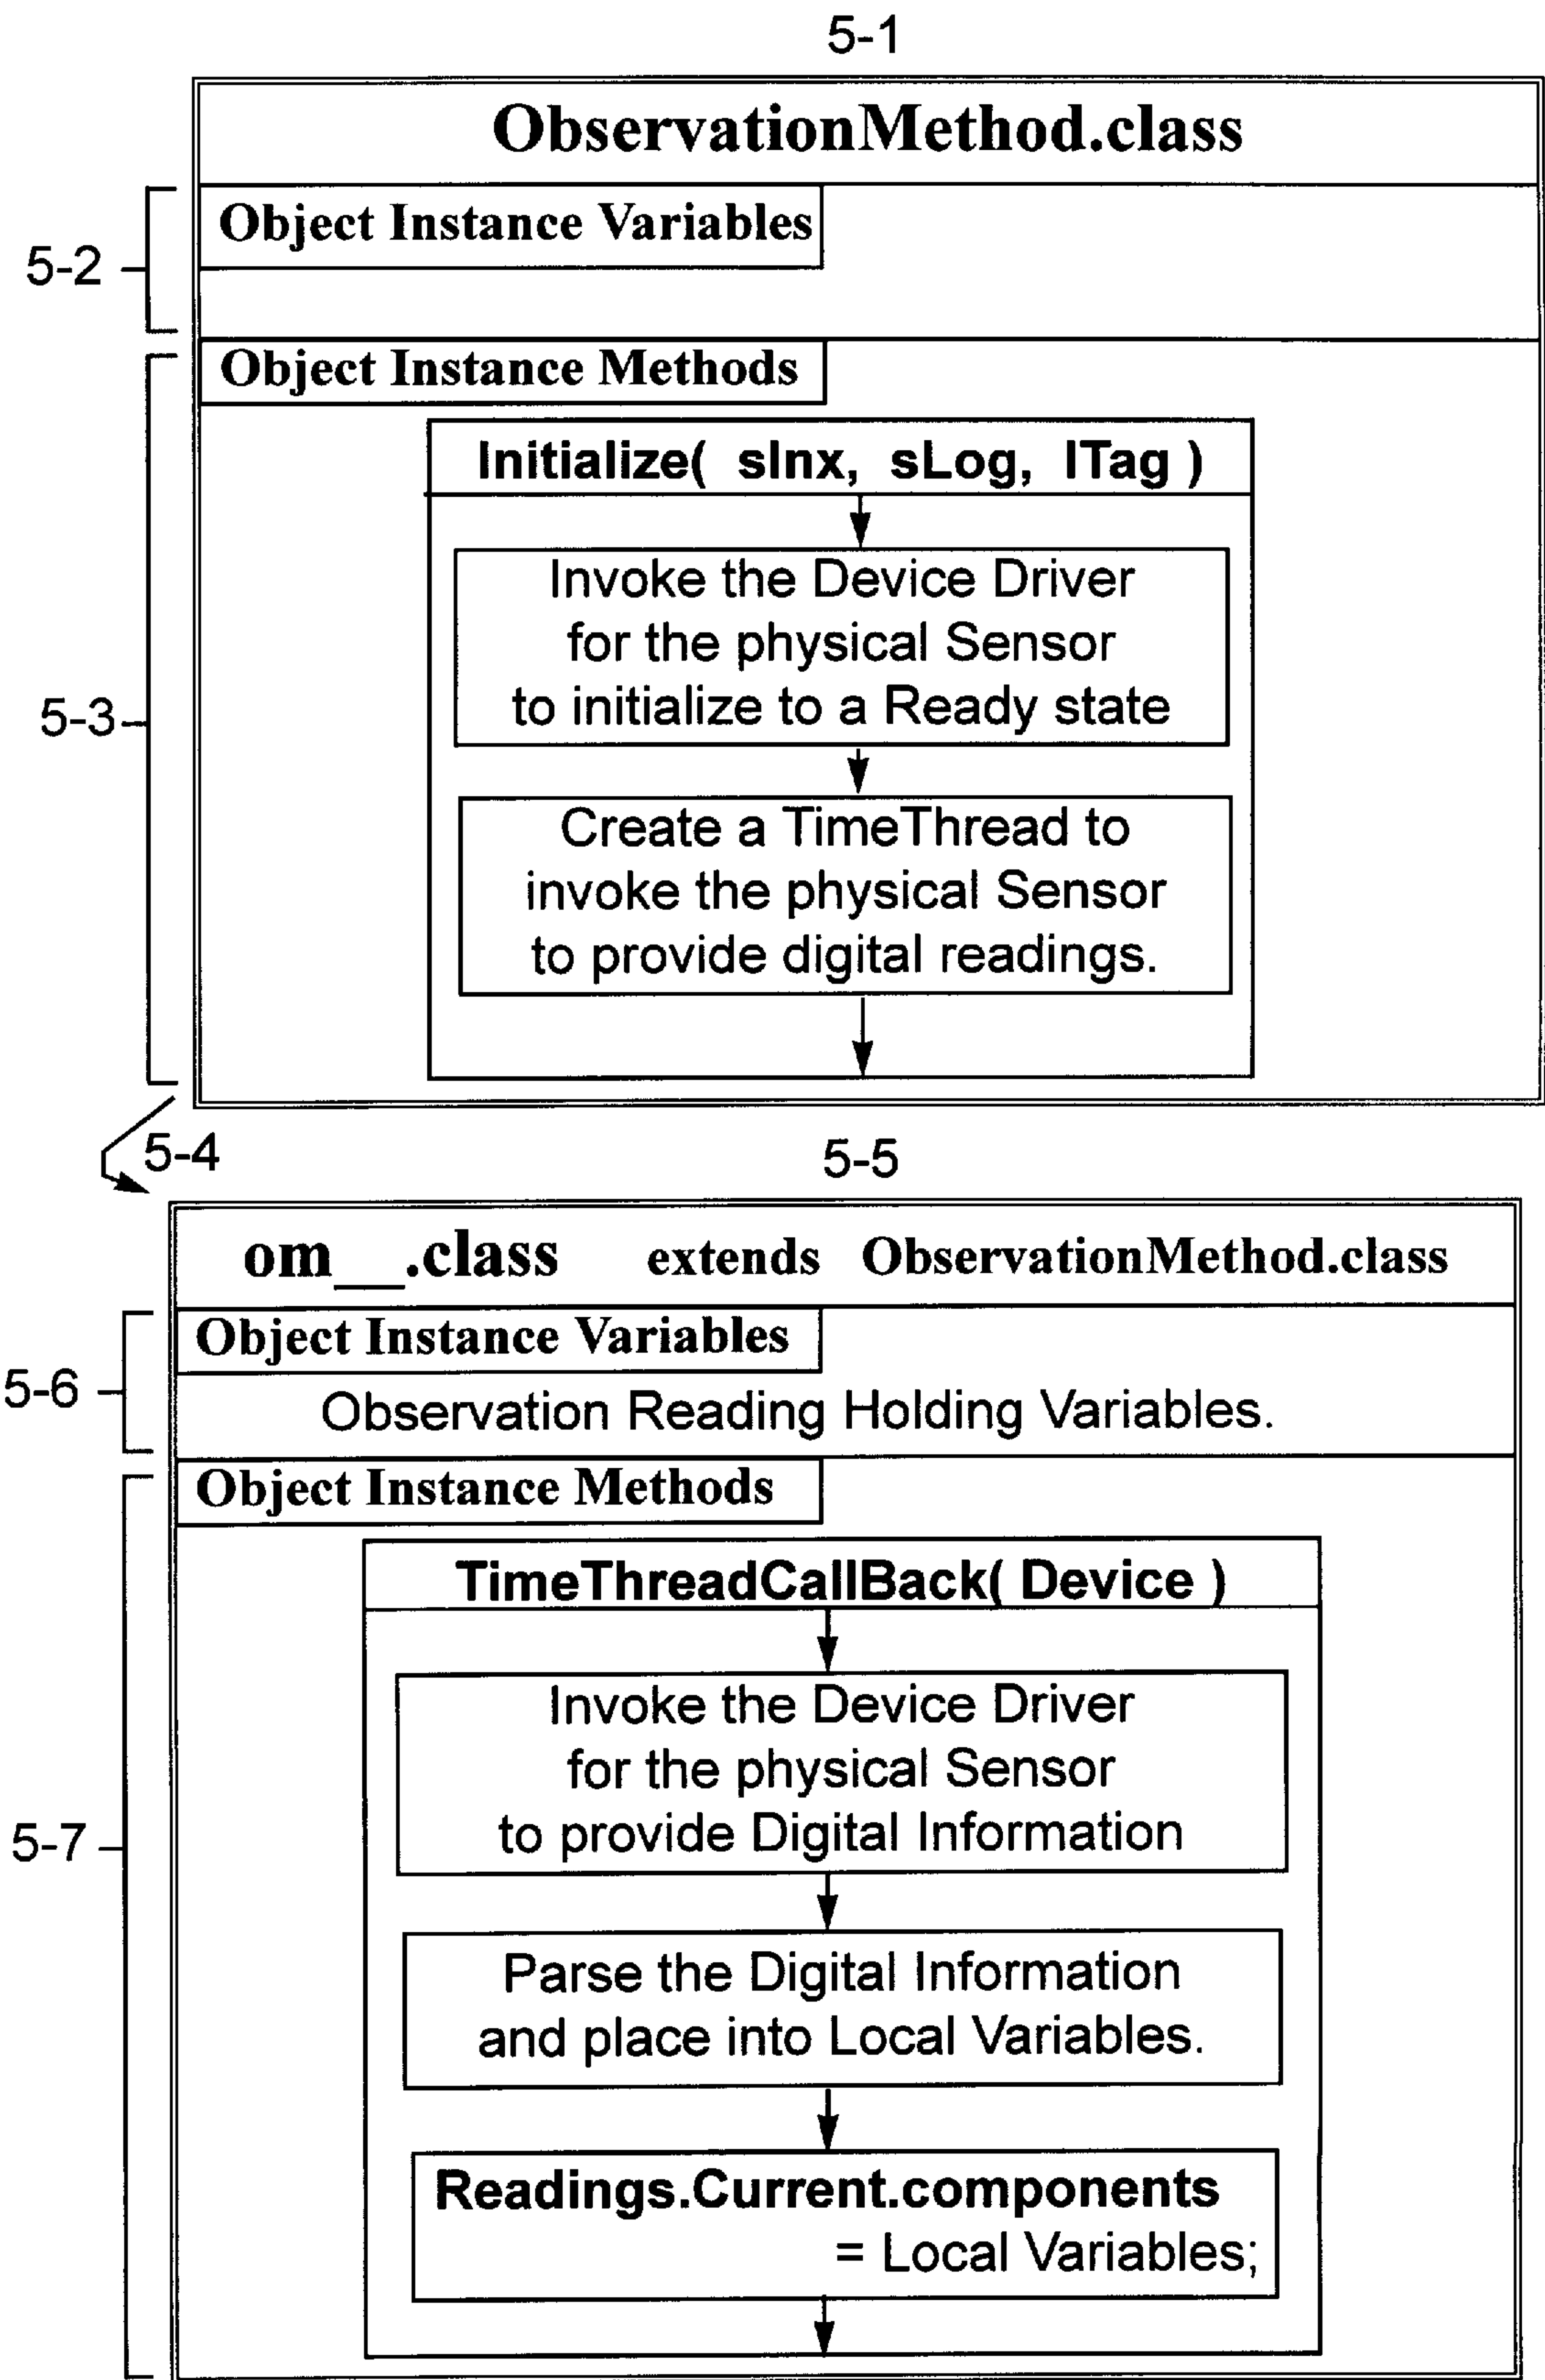 5-1
ObservationMethod.class
Object Instance Variables
5-2
Object Instance Methods
Initialize( sInx, sLog, lTag )
Invoke the Device Driver
for the physical Sensor
to initialize to a Ready state
5-3
Create a TimeThread to
invoke the physical Sensor
to provide digital readings.
5-4
5-5
om__.class extends ObservationMethod.class
Object Instance Variables
5-6
Observation Reading Holding Variables.
Object Instance Methods
TimeThreadCallBack( Device )
Invoke the Device Driver
for the physical Sensor
to provide Digital Information
5-7
Parse the Digital Information
and place into Local Variables.
Readings.Current.components
= Local Variables;